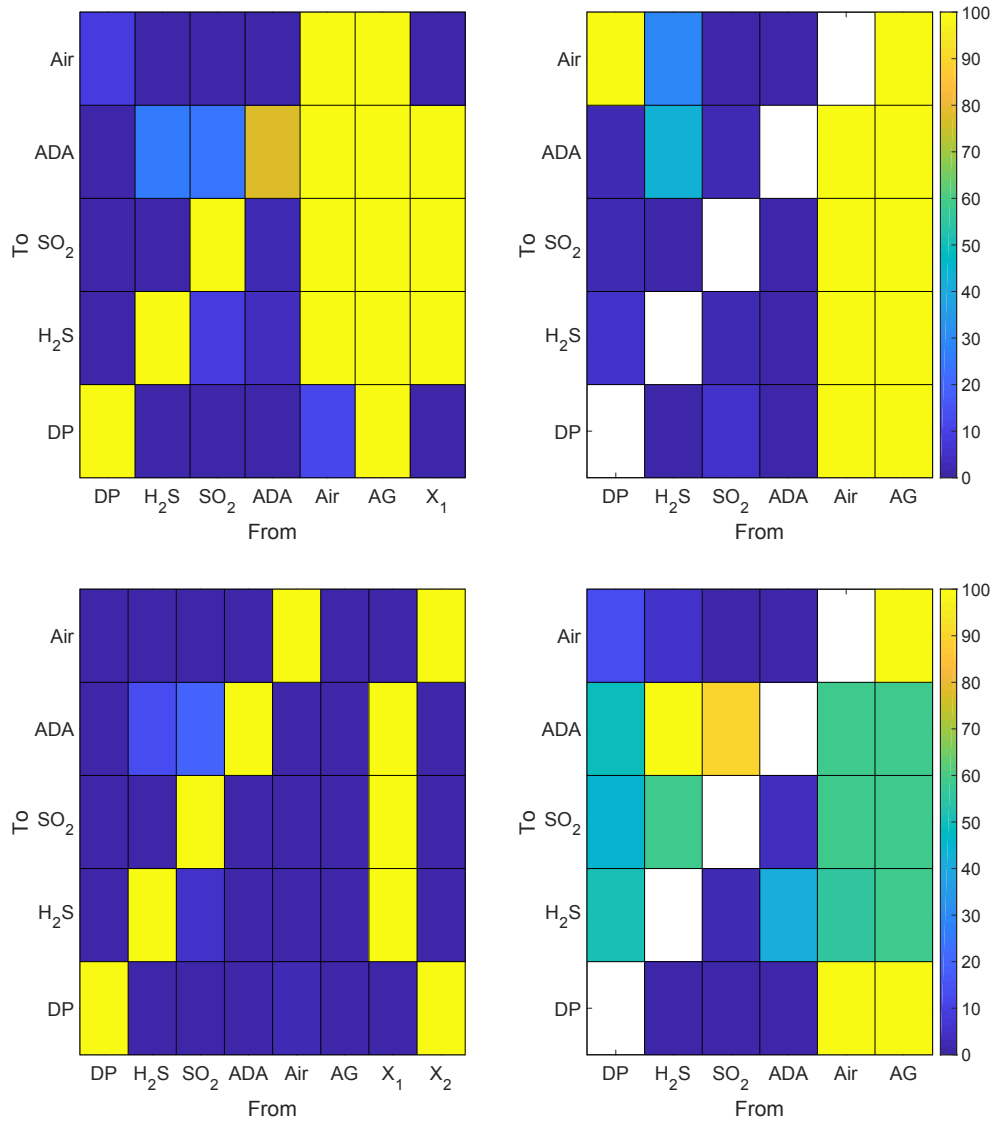 Air
ADA
SO2
H2S
DP
To
DP H2S SO2 ADA Air AG X1
From
Air
ADA
SO2
H2S
DP
To
DP H2S SO2 ADA Air AG
From
100
90
80
70
60
50
40
30
20
10
0
Air
ADA
SO2
H2S
DP
To
DP H2S SO2 ADA Air AG X1 X2
From
Air
ADA
SO2
H2S
DP
To
DP H2S SO2 ADA Air AG
From
100
90
80
70
60
50
40
30
20
10
0